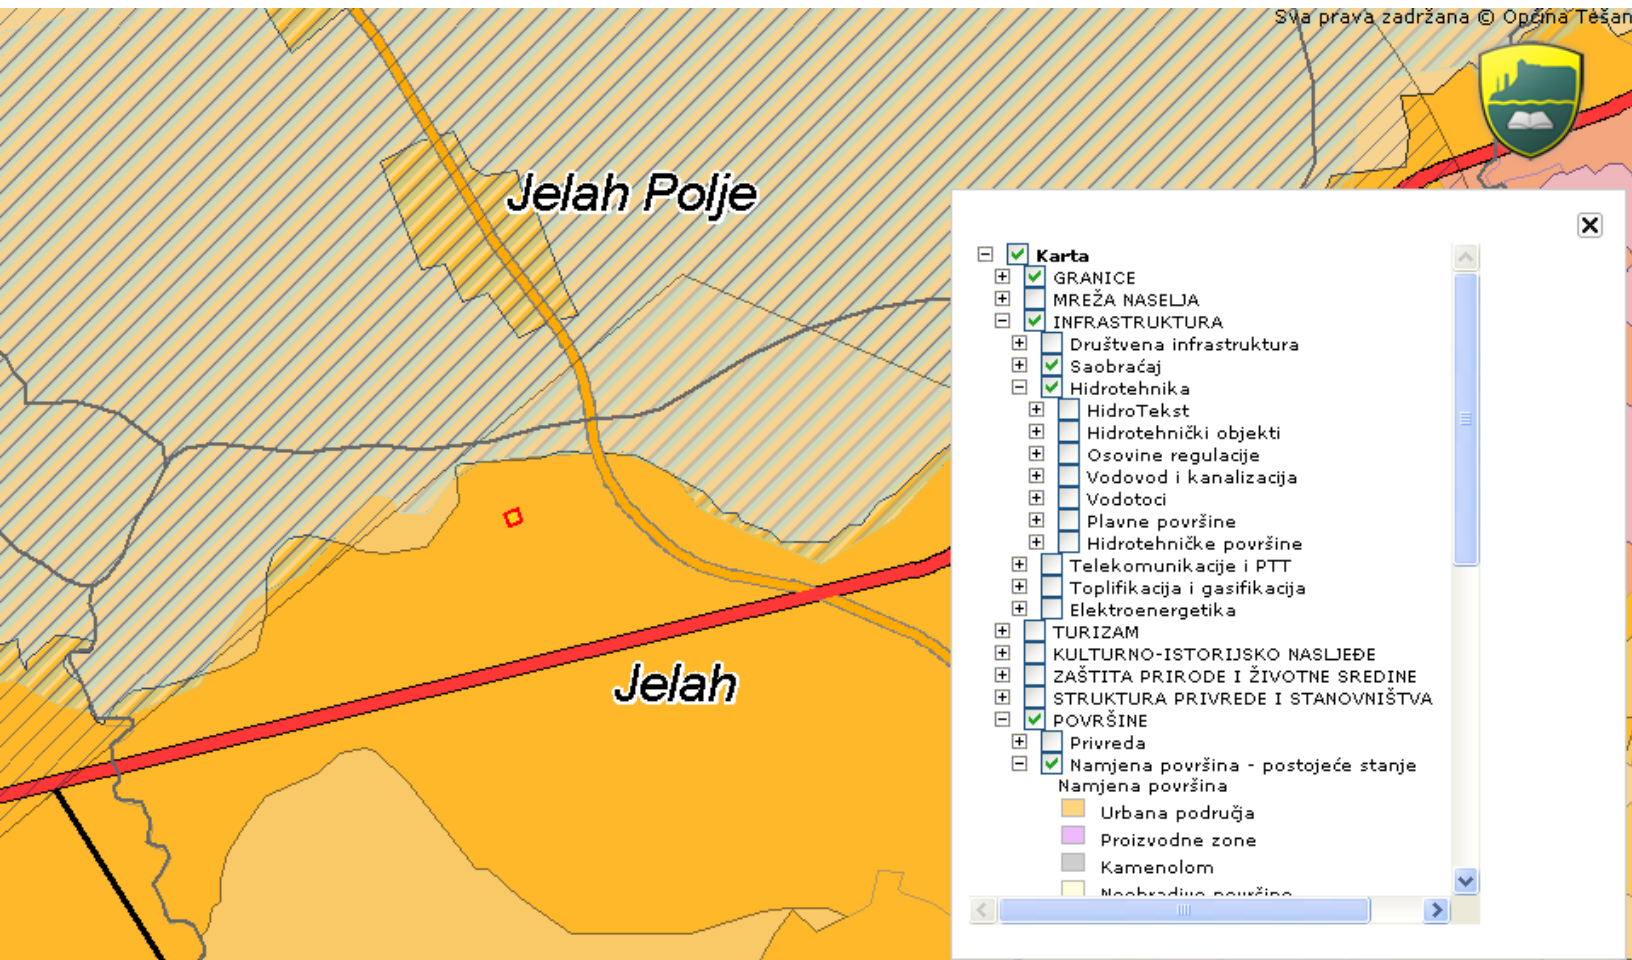 Sva prava zadržana © Općina Tešan
Jelah Polje
Jelah
Karta
GRANICE
MREŽA NASELJA
INFRASTRUKTURA
Društvena infrastruktura
Saobraćaj
Hidrotehnika
HidroTekst
Hidrotehnički objekti
Osovine regulacije
Vodovod i kanalizacija
Vodotoci
Plavne površine
Hidrotehničke površine
Telekomunikacije i PTT
Toplifikacija i gasifikacija
Elektroenergetika
TURIZAM
KULTURNO-ISTORIJSKO NASLJEĐE
ZAŠTITA PRIRODE I ŽIVOTNE SREDINE
STRUKTURA PRIVREDE I STANOVNIŠTVA
POVRŠINE
Privreda
Namjena površina - postojeće stanje
Namjena površina
Urbana područja
Proizvodne zone
Kamenolom
Neobradive površine